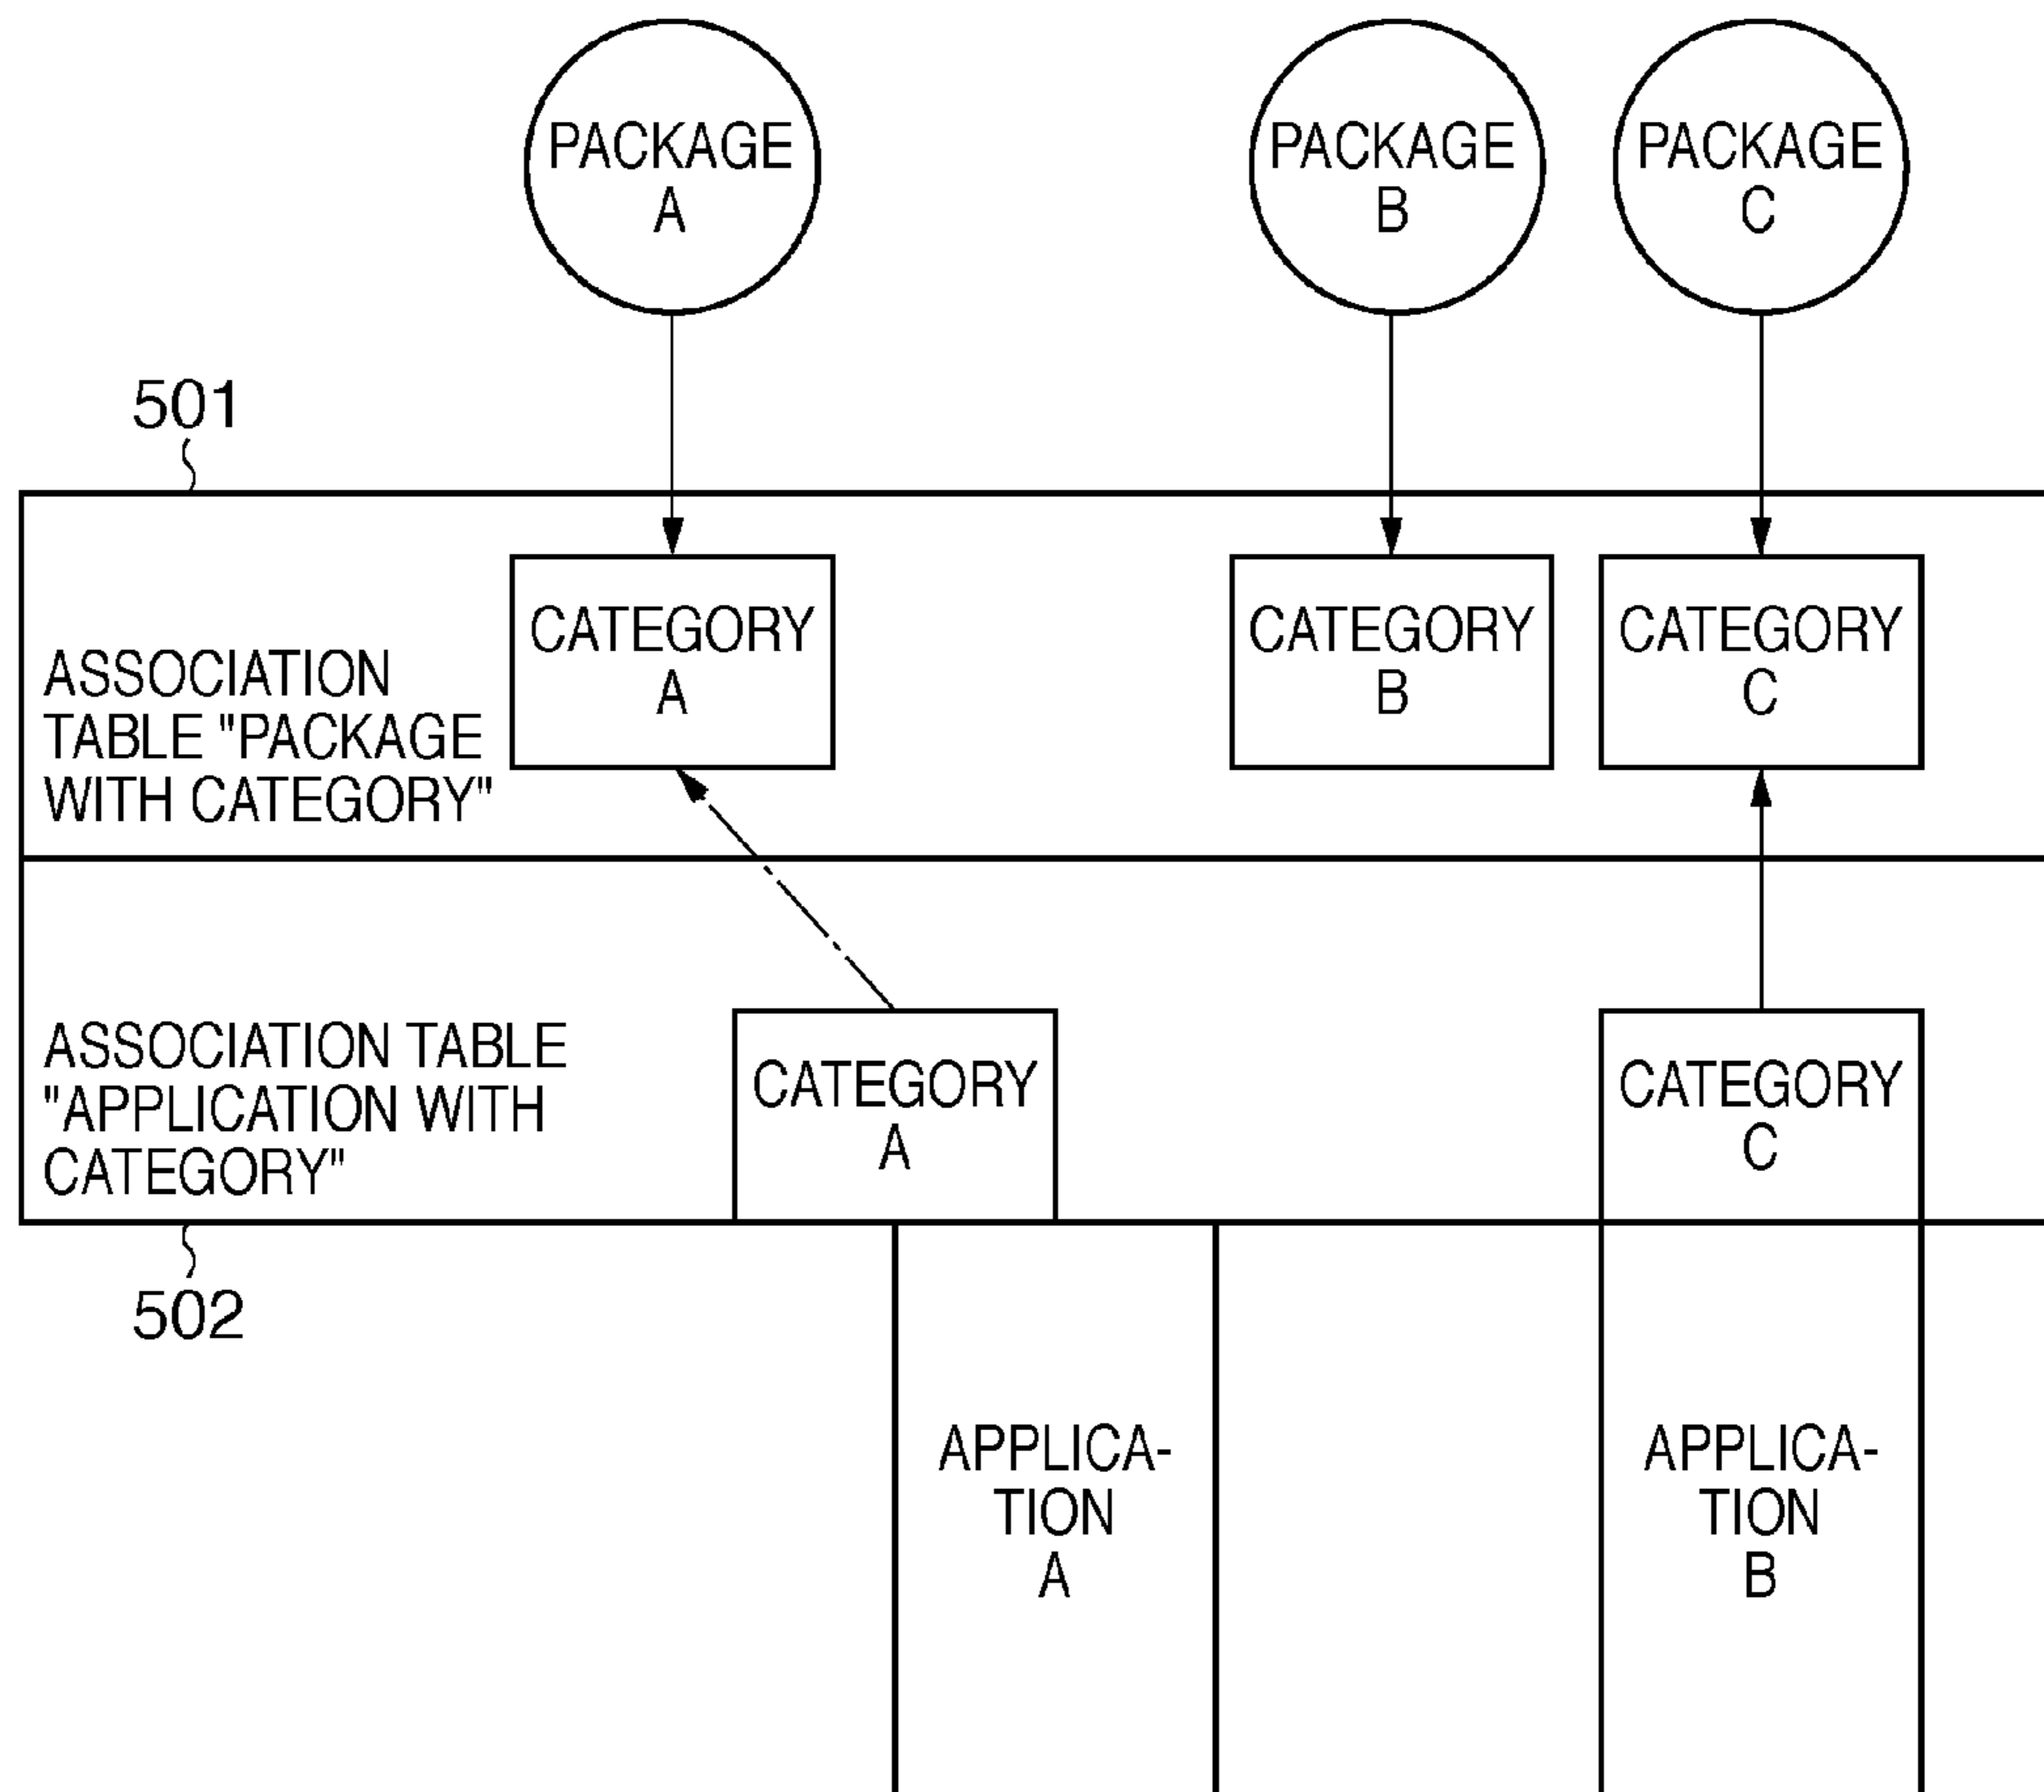 PACKAGE
A
PACKAGE
B
PACKAGE
C
501
CATEGORY
A
CATEGORY
B
CATEGORY
C
ASSOCIATION
TABLE "PACKAGE
WITH CATEGORY"
ASSOCIATION TABLE
"APPLICATION WITH
CATEGORY"
CATEGORY
A
CATEGORY
C
502
APPLICA-
TION
A
APPLICA-
TION
B